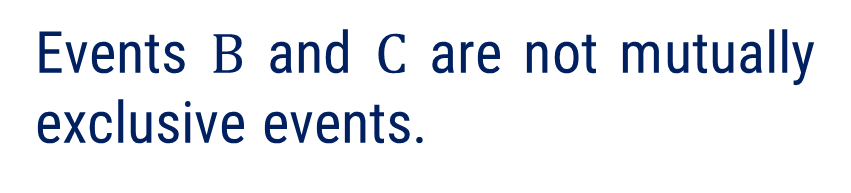 Events B and C are not mutually
exclusive events.